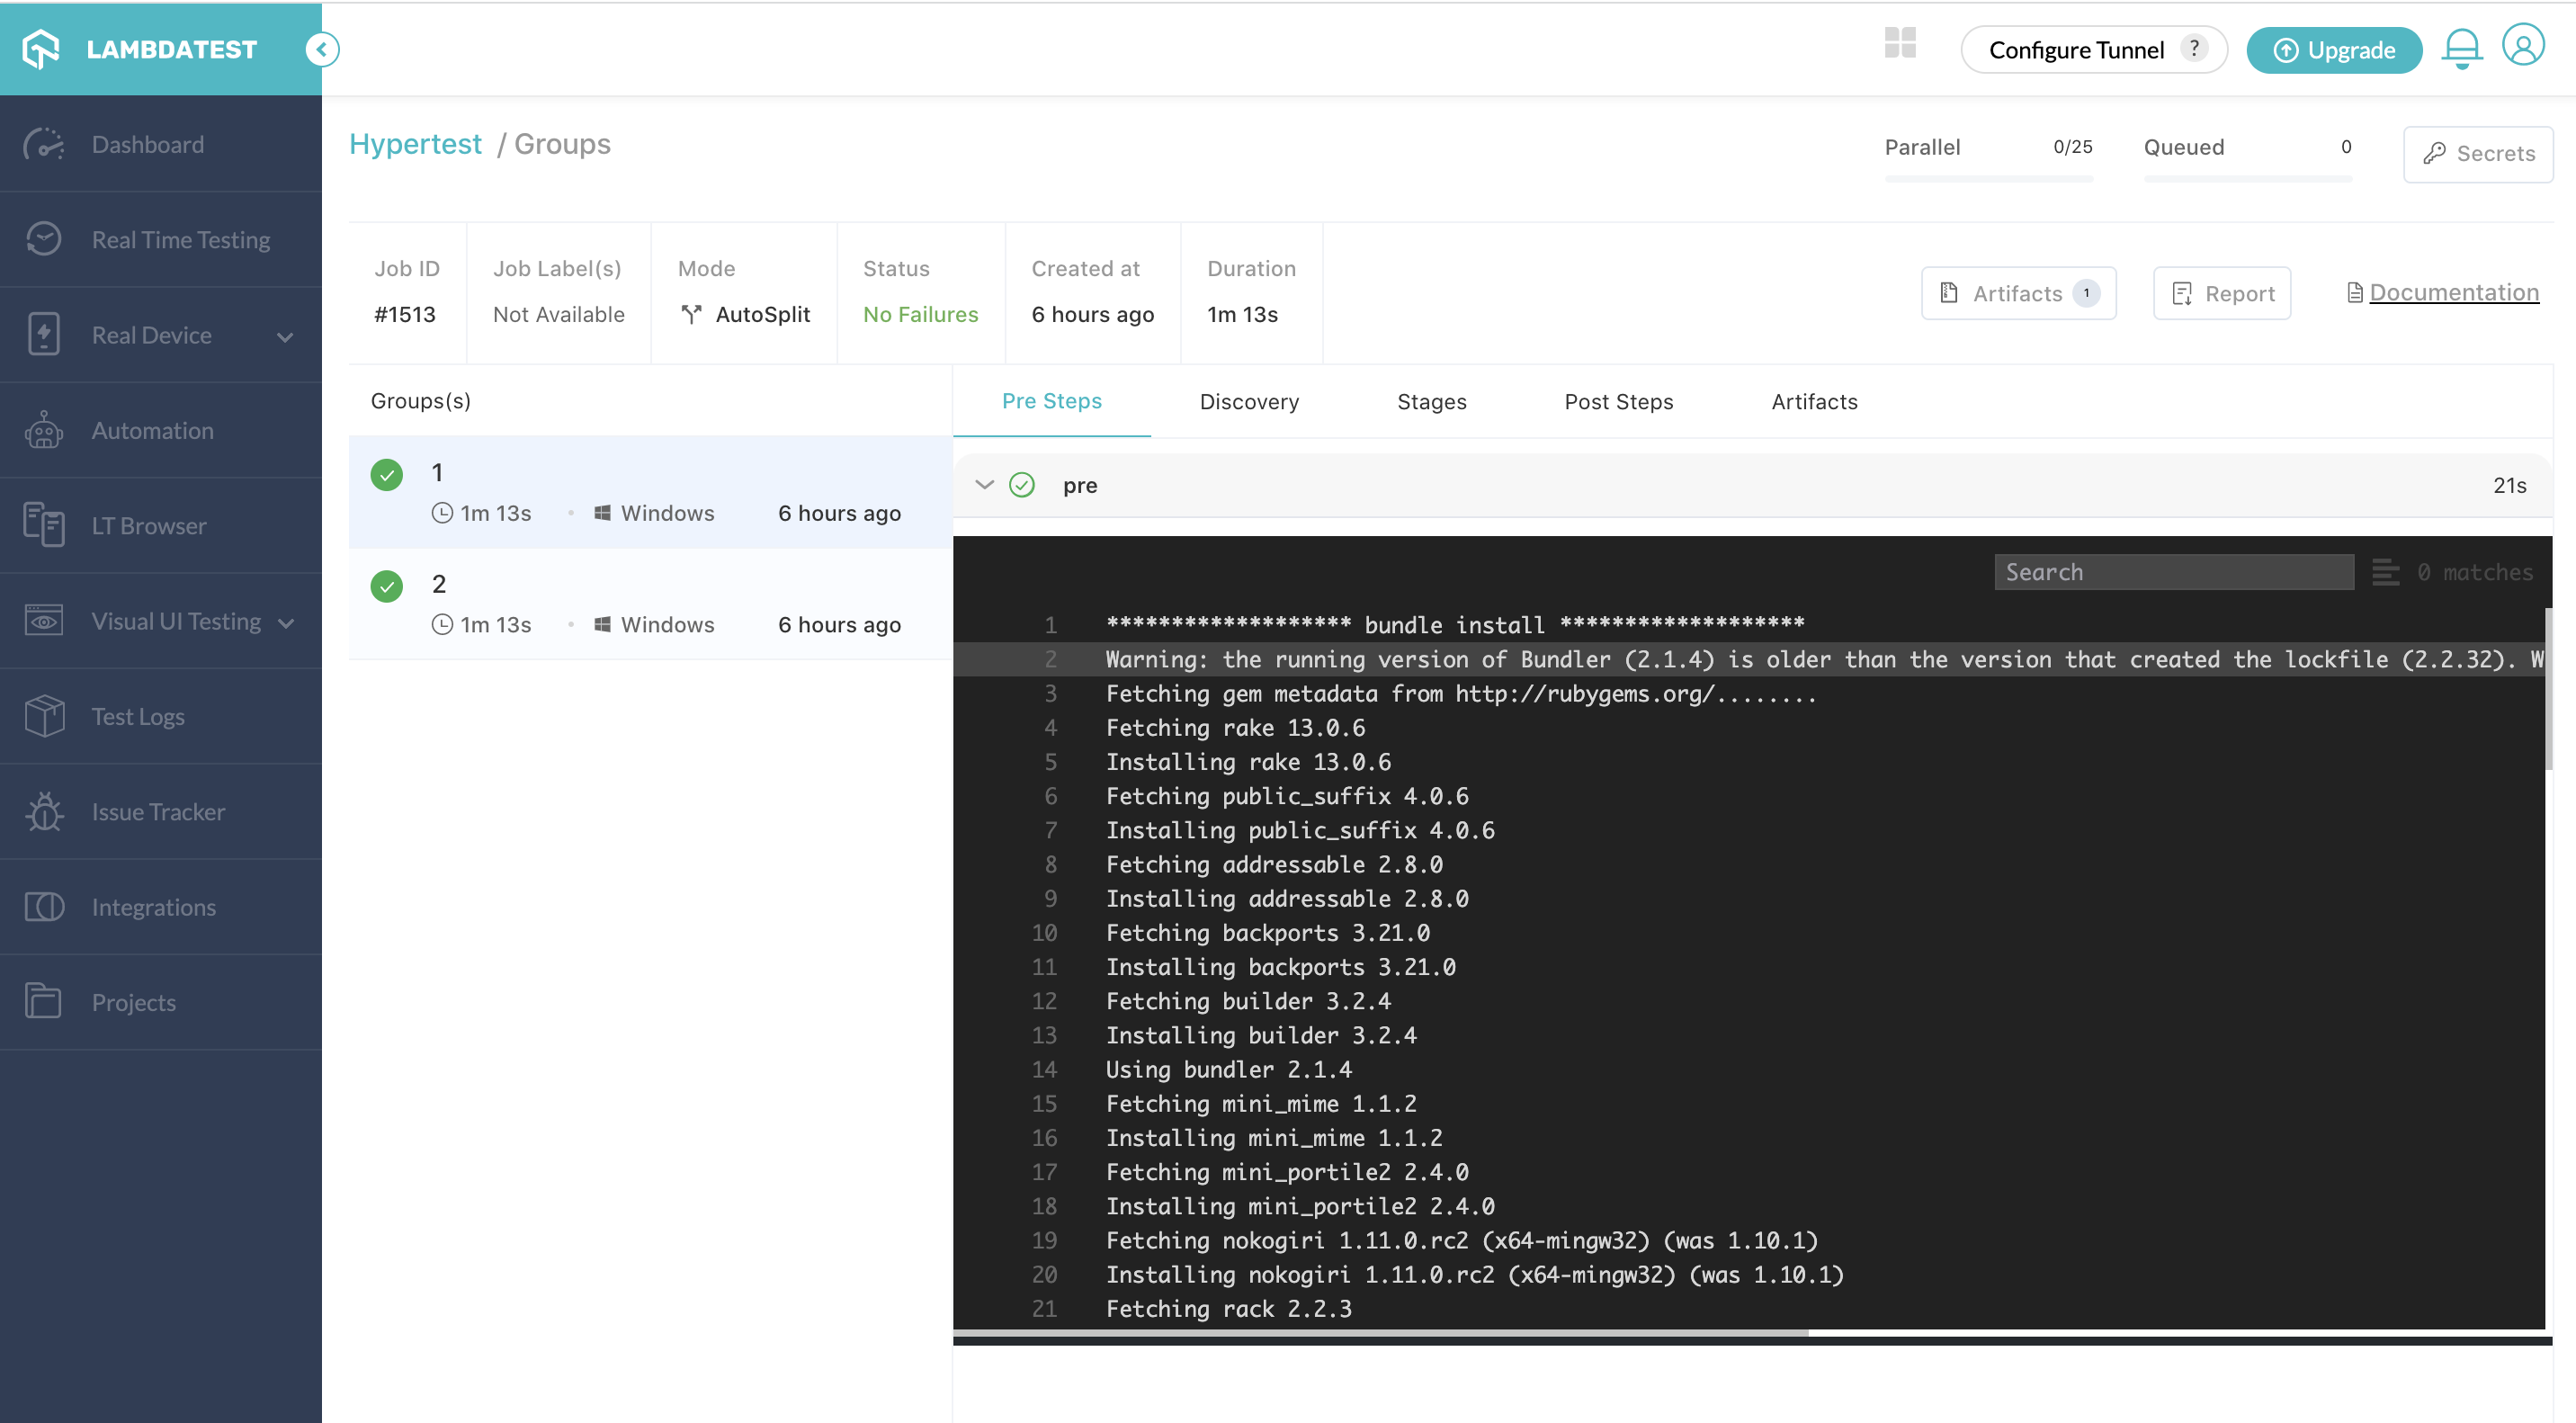 LAMBDATEST
Configure Tunnel ?
Upgrade
Dashboard
Real Time Testing
Real Device
Automation
LT Browser
Visual UI Testing
Test Logs
Issue Tracker
Integrations
Projects
Hypertest / Groups
Parallel 0/25
Queued 0
Secrets
Job ID
#1513
Job Label(s)
Not Available
Mode
AutoSplit
Status
No Failures
Created at
6 hours ago
Duration
1m 13s
Artifacts 1
Report
Documentation
Groups(s)
1
1m 13s • Windows 6 hours ago
2
1m 13s • Windows 6 hours ago
Pre Steps Discovery Stages Post Steps Artifacts
pre 21s
Search 0 matches
1 ******************* bundle install *******************
2 Warning: the running version of Bundler (2.1.4) is older than the version that created the lockfile (2.2.32). W
3 Fetching gem metadata from http://rubygems.org/........
4 Fetching rake 13.0.6
5 Installing rake 13.0.6
6 Fetching public_suffix 4.0.6
7 Installing public_suffix 4.0.6
8 Fetching addressable 2.8.0
9 Installing addressable 2.8.0
10 Fetching backports 3.21.0
11 Installing backports 3.21.0
12 Fetching builder 3.2.4
13 Installing builder 3.2.4
14 Using bundler 2.1.4
15 Fetching mini_mime 1.1.2
16 Installing mini_mime 1.1.2
17 Fetching mini_portile2 2.4.0
18 Installing mini_portile2 2.4.0
19 Fetching nokogiri 1.11.0.rc2 (x64-mingw32) (was 1.10.1)
20 Installing nokogiri 1.11.0.rc2 (x64-mingw32) (was 1.10.1)
21 Fetching rack 2.2.3